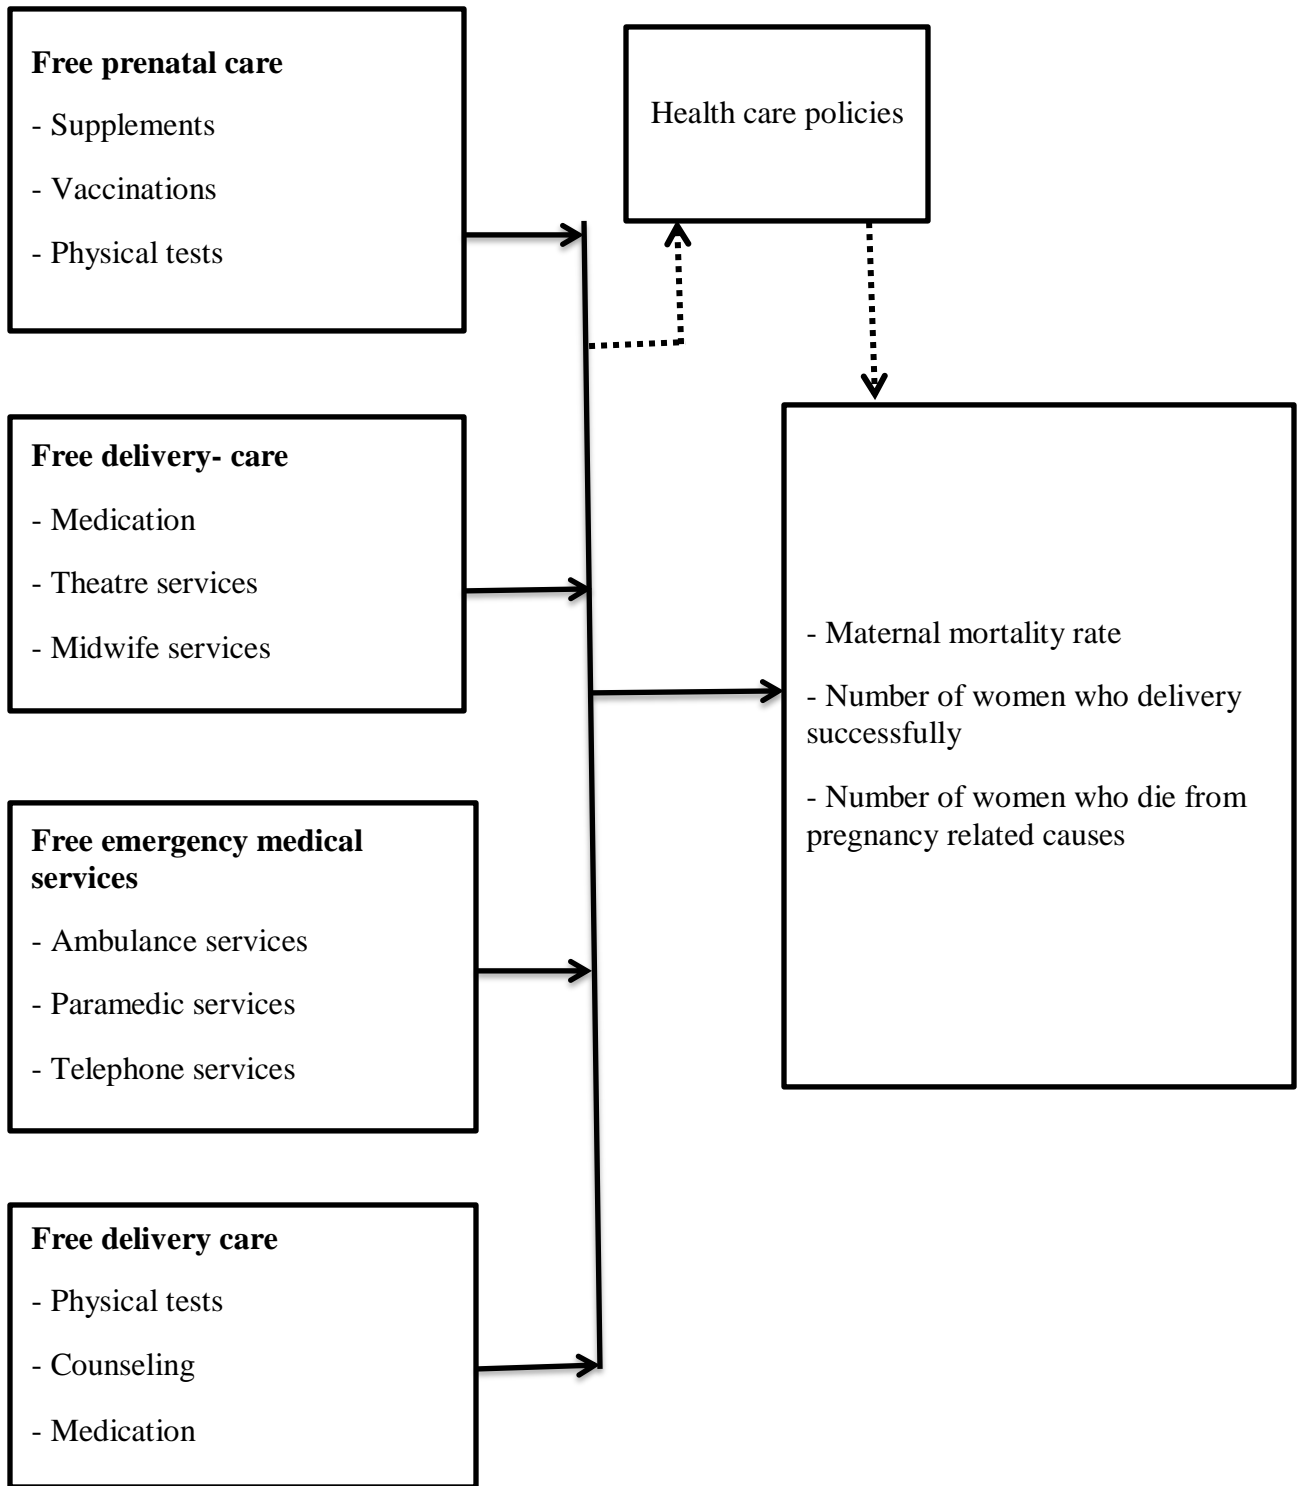 Free prenatal care
- Supplements
- Vaccinations
- Physical tests
Health care policies
Free delivery- care
- Medication
- Theatre services
- Midwife services
Free emergency medical
services
- Ambulance services
- Paramedic services
- Telephone services
Free delivery care
- Physical tests
- Counseling
- Medication
- Maternal mortality rate
- Number of women who delivery
successfully
- Number of women who die from
pregnancy related causes